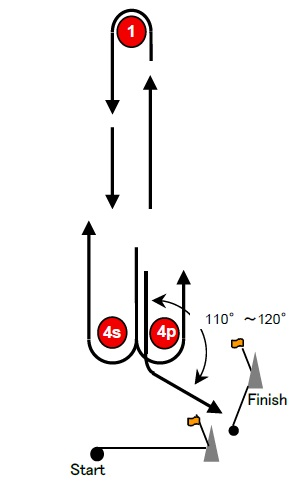 1
4s
4p
110° ～120°
Finish
Start